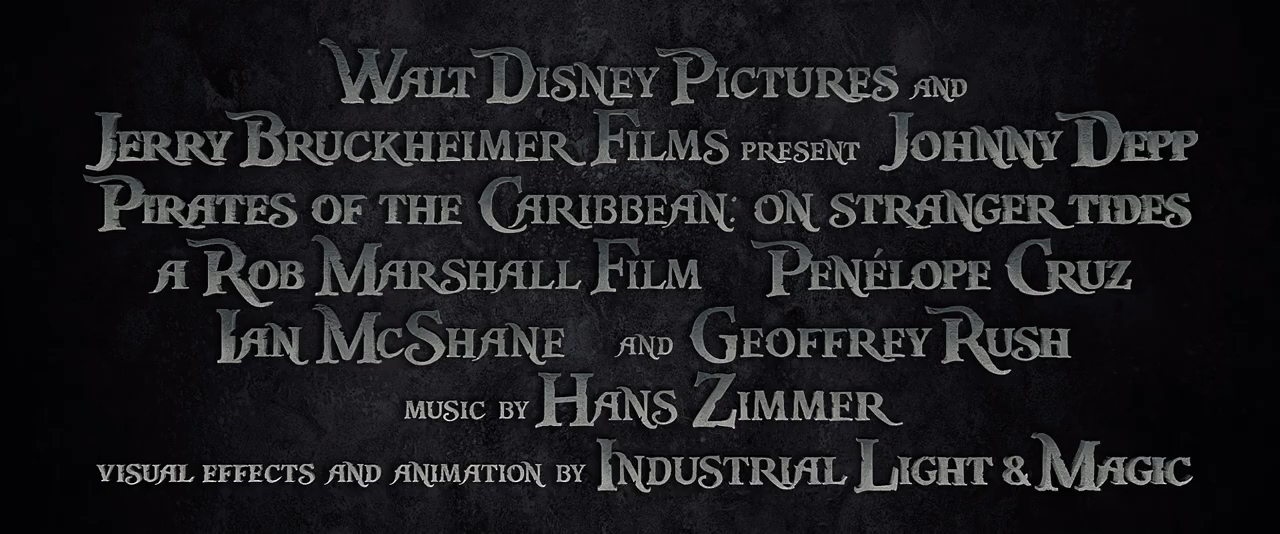 Walt Disney Pictures and
Jerry Bruckheimer Films present Johnny Depp
Pirates of the Caribbean: on stranger tides
a Rob Marshall Film Penélope Cruz
Ian McShane and Geoffrey Rush
music by Hans Zimmer
visual effects and animation by Industrial Light & Magic